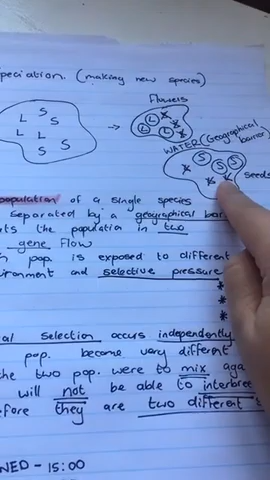 peciation. (making new species)
Flowers
L S
L S
L L S
S
L L
L
WATER (Geographical
barrier
S S S
Seeds
population of a single species
separated by a geographical bar
ts the population in two
gene Flow
pop. is exposed to different
ironment and selective pressure
al selection occurs independently
pop. become very different
the two pop. were to mix aga
will not be able to interbree
efore they are two different s
NED - 15:00